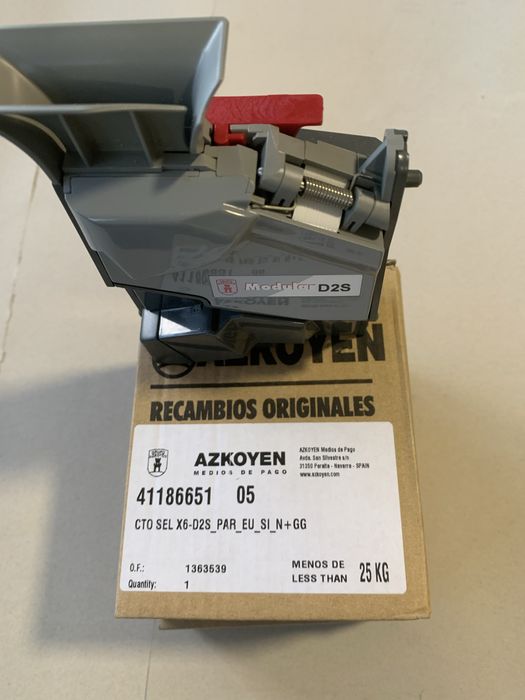 Modular D2S
AZKOYEN
RECAMBIOS ORIGINALES
AZKOYEN
MEDIOS DE PAGO
AZKOYEN Medios de Pago
Avda. San Silvestre s/n
31350 Peralta - Navarra - SPAIN
www.azkoyen.com
41186651 05
CTO SEL X6-D2S_PAR_EU_SI_N+GG
O.F.: 1363539
Quantity: 1
MENOS DE
LESS THAN 25 KG